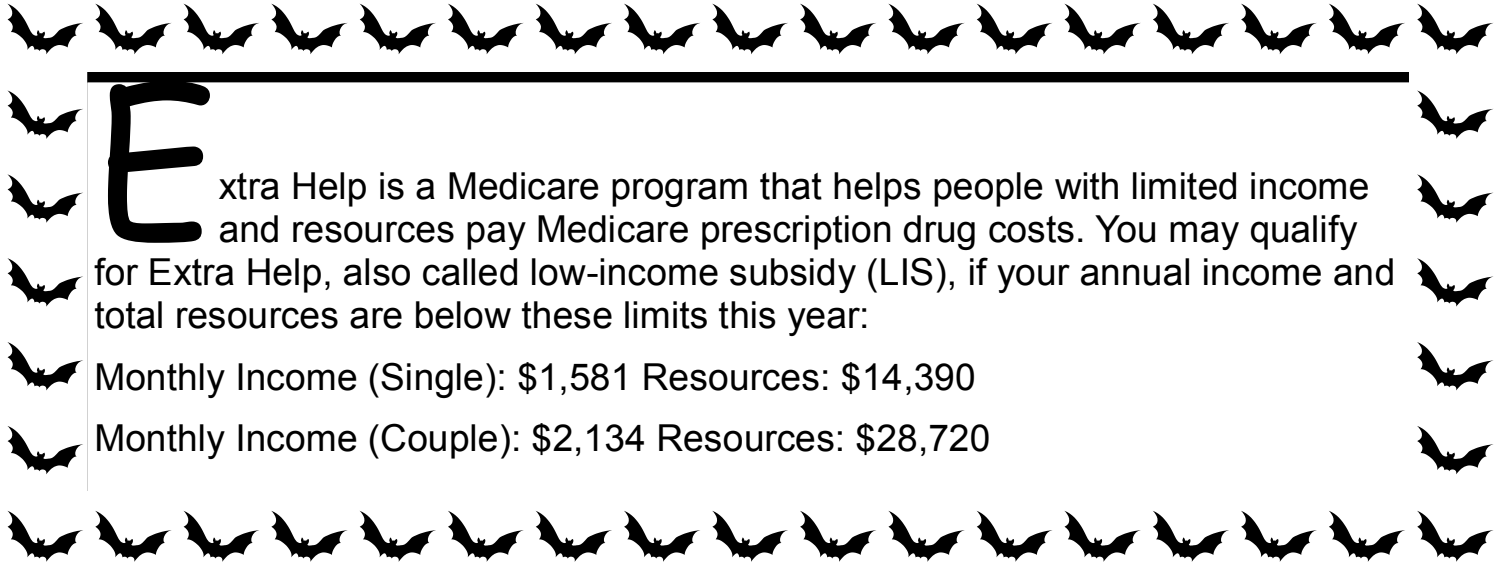 Extra Help is a Medicare program that helps people with limited income
and resources pay Medicare prescription drug costs. You may qualify
for Extra Help, also called low-income subsidy (LIS), if your annual income and
total resources are below these limits this year:
Monthly Income (Single): $1,581 Resources: $14,390
Monthly Income (Couple): $2,134 Resources: $28,720